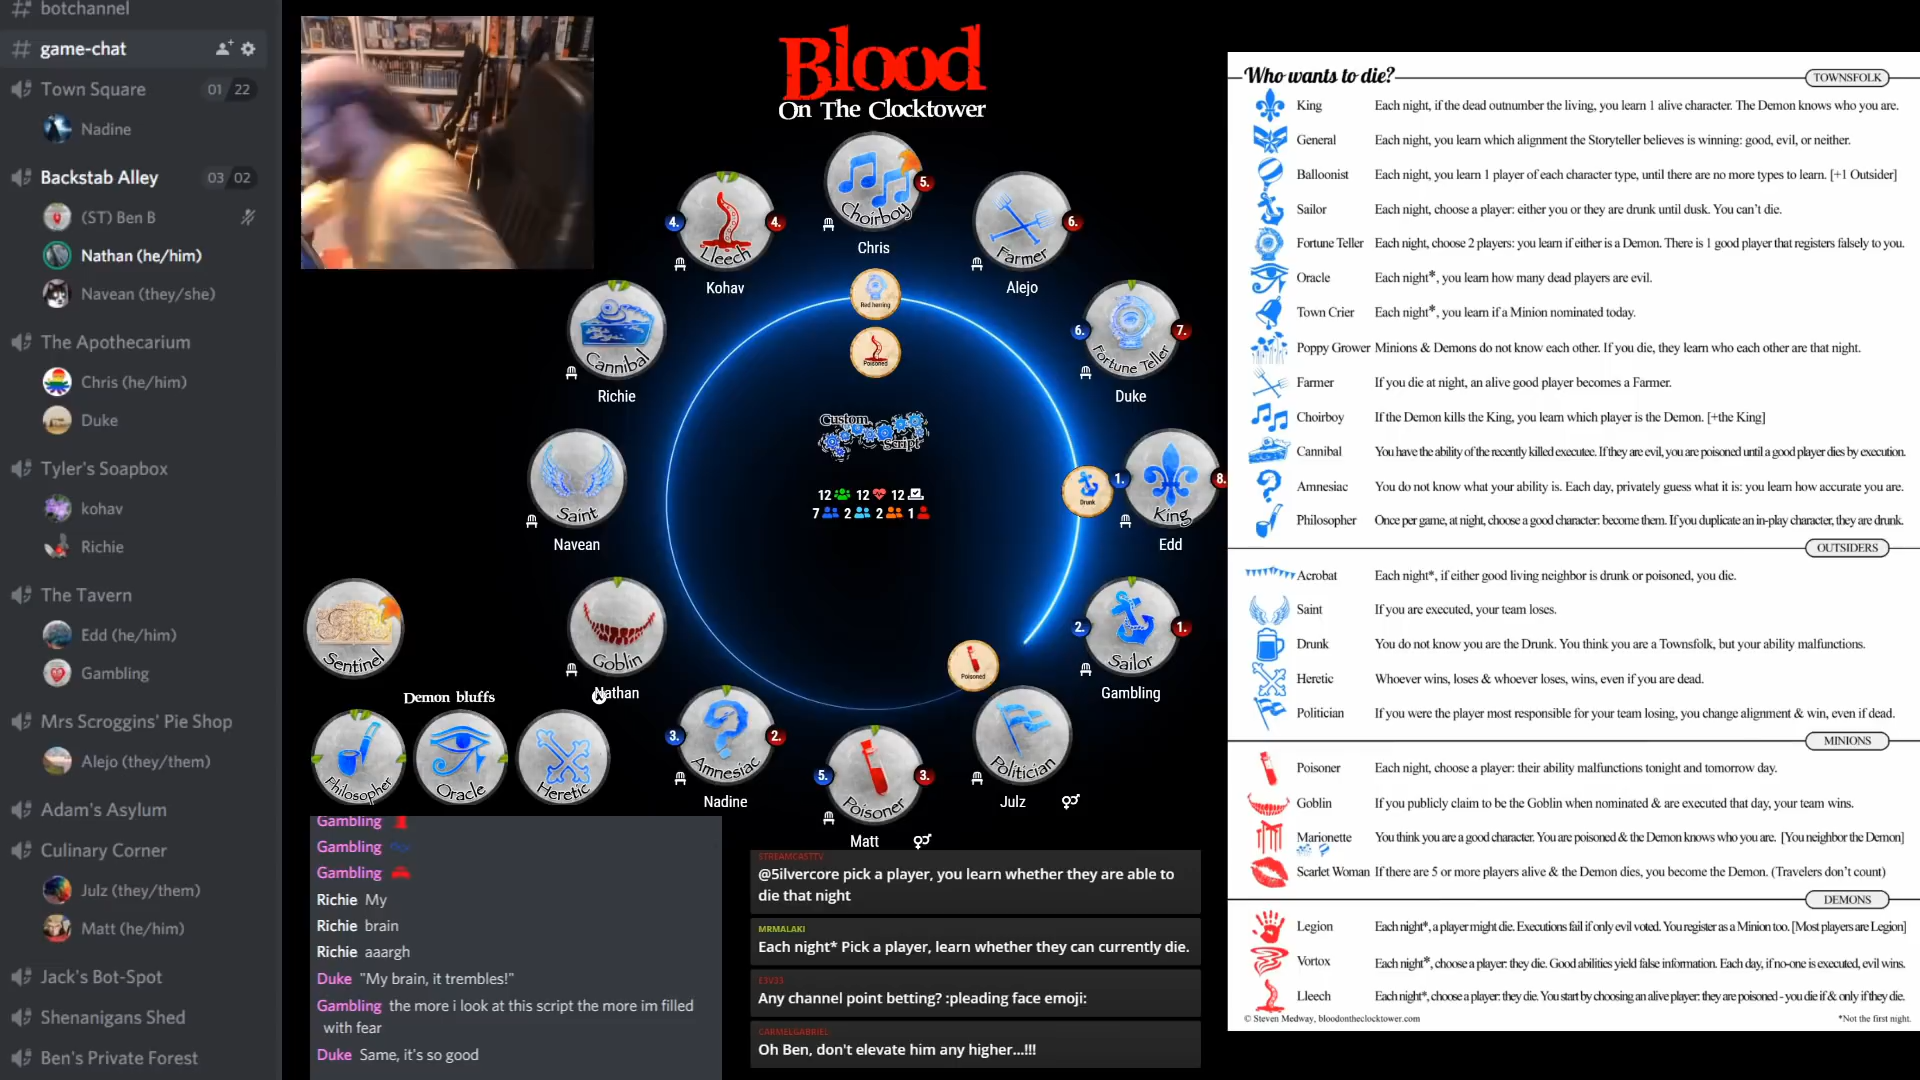 botchannel
game-chat
Town Square 01 22
Nadine
Backstab Alley 03 02
(ST) Ben B
Nathan (he/him)
Navean (they/she)
The Apothecarium
Chris (he/him)
Duke
Tyler's Soapbox
kohav
Richie
The Tavern
Edd (he/him)
Gambling
Mrs Scroggins' Pie Shop
Alejo (they/them)
Adam's Asylum
Culinary Corner
Julz (they/them)
Matt (he/him)
Jack's Bot-Spot
Shenanigans Shed
Ben's Private Forest
Blood
On The Clocktower
Choirboy
5.
Chris
Farmer
6.
Alejo
Fortune Teller
6.
7.
Duke
King
1.
8.
Edd
Sailor
2.
1.
Gambling
Politician
Julz
Poisoner
5.
3.
Matt
Amnesiac
3.
2.
Nadine
Goblin
Nathan
Saint
Navean
Cannibal
Richie
Lleech
4.
4.
Kohav
Red herring
Poisoned
Drunk
Poisoned
Custom
Script
12 12 12
7 2 2 1
Sentinel
Demon bluffs
Philosopher
Oracle
Heretic
Gambling
Gambling
Gambling
Richie My
Richie brain
Richie aaargh
Duke "My brain, it trembles!"
Gambling the more i look at this script the more im filled
with fear
Duke Same, it's so good
STREAMCASTTV
@5ilvercore pick a player, you learn whether they are able to
die that night
MRMALAKI
Each night* Pick a player, learn whether they can currently die.
Any channel point betting? :pleading face emoji:
CARMELGABRIEL:
Oh Ben, don't elevate him any higher...!!!
Who wants to die?
TOWNSFOLK
King Each night, if the dead outnumber the living, you learn 1 alive character. The Demon knows who you are.
General Each night, you learn which alignment the Storyteller believes is winning: good, evil, or neither.
Balloonist Each night, you learn 1 player of each character type, until there are no more types to learn. [+1 Outsider]
Sailor Each night, choose a player: either you or they are drunk until dusk. You can't die.
Fortune Teller Each night, choose 2 players: you learn if either is a Demon. There is 1 good player that registers falsely to you.
Oracle Each night*, you learn how many dead players are evil.
Town Crier Each night*, you learn if a Minion nominated today.
Poppy Grower Minions & Demons do not know each other. If you die, they learn who each other are that night.
Farmer If you die at night, an alive good player becomes a Farmer.
Choirboy If the Demon kills the King, you learn which player is the Demon. [+the King]
Cannibal You have the ability of the recently killed executee. If they are evil, you are poisoned until a good player dies by execution.
Amnesiac You do not know what your ability is. Each day, privately guess what it is: you learn how accurate you are.
Philosopher Once per game, at night, choose a good character: become them. If you duplicate an in-play character, they are drunk.
OUTSIDERS
Acrobat Each night*, if either good living neighbor is drunk or poisoned, you die.
Saint If you are executed, your team loses.
Drunk You do not know you are the Drunk. You think you are a Townsfolk, but your ability malfunctions.
Heretic Whoever wins, loses & whoever loses, wins, even if you are dead.
Politician If you were the player most responsible for your team losing, you change alignment & win, even if dead.
MINIONS
Poisoner Each night, choose a player: their ability malfunctions tonight and tomorrow day.
Goblin If you publicly claim to be the Goblin when nominated & are executed that day, your team wins.
Marionette You think you are a good character. You are poisoned & the Demon knows who you are. [You neighbor the Demon]
Scarlet Woman If there are 5 or more players alive & the Demon dies, you become the Demon. (Travelers don't count)
DEMONS
Legion Each night*, a player might die. Executions fail if only evil voted. You register as a Minion too. [Most players are Legion]
Vortox Each night*, choose a player: they die. Good abilities yield false information. Each day, if no-one is executed, evil wins.
Lleech Each night*, choose a player: they die. You start by choosing an alive player: they are poisoned - you die if & only if they die.
© Steven Medway, bloodontheclocktower.com
*Not the first night.